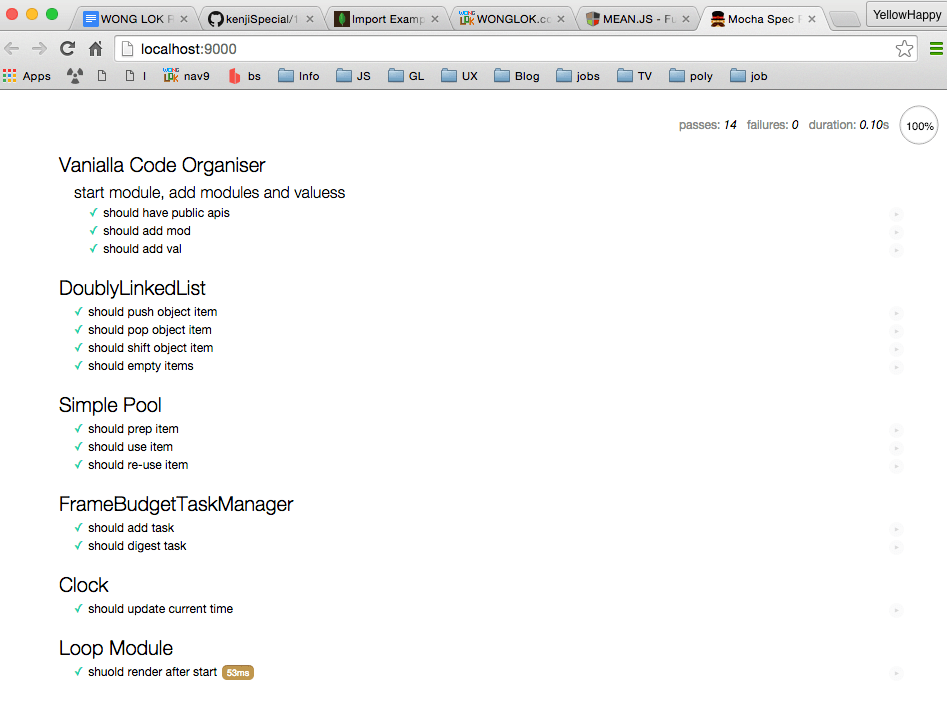 WONG LOK P
kenjiSpecial/1
Import Examp
WONGLOK.co
MEAN.JS - Fu
Mocha Spec R
YellowHappy
localhost:9000
Apps
I
nav9
bs
Info
JS
GL
UX
Blog
jobs
TV
poly
job
passes: 14 failures: 0 duration: 0.10s 100%
Vanialla Code Organiser
start module, add modules and valuess
✓ should have public apis
✓ should add mod
✓ should add val
DoublyLinkedList
✓ should push object item
✓ should pop object item
✓ should shift object item
✓ should empty items
Simple Pool
✓ should prep item
✓ should use item
✓ should re-use item
FrameBudgetTaskManager
✓ should add task
✓ should digest task
Clock
✓ should update current time
Loop Module
✓ shuold render after start 53ms